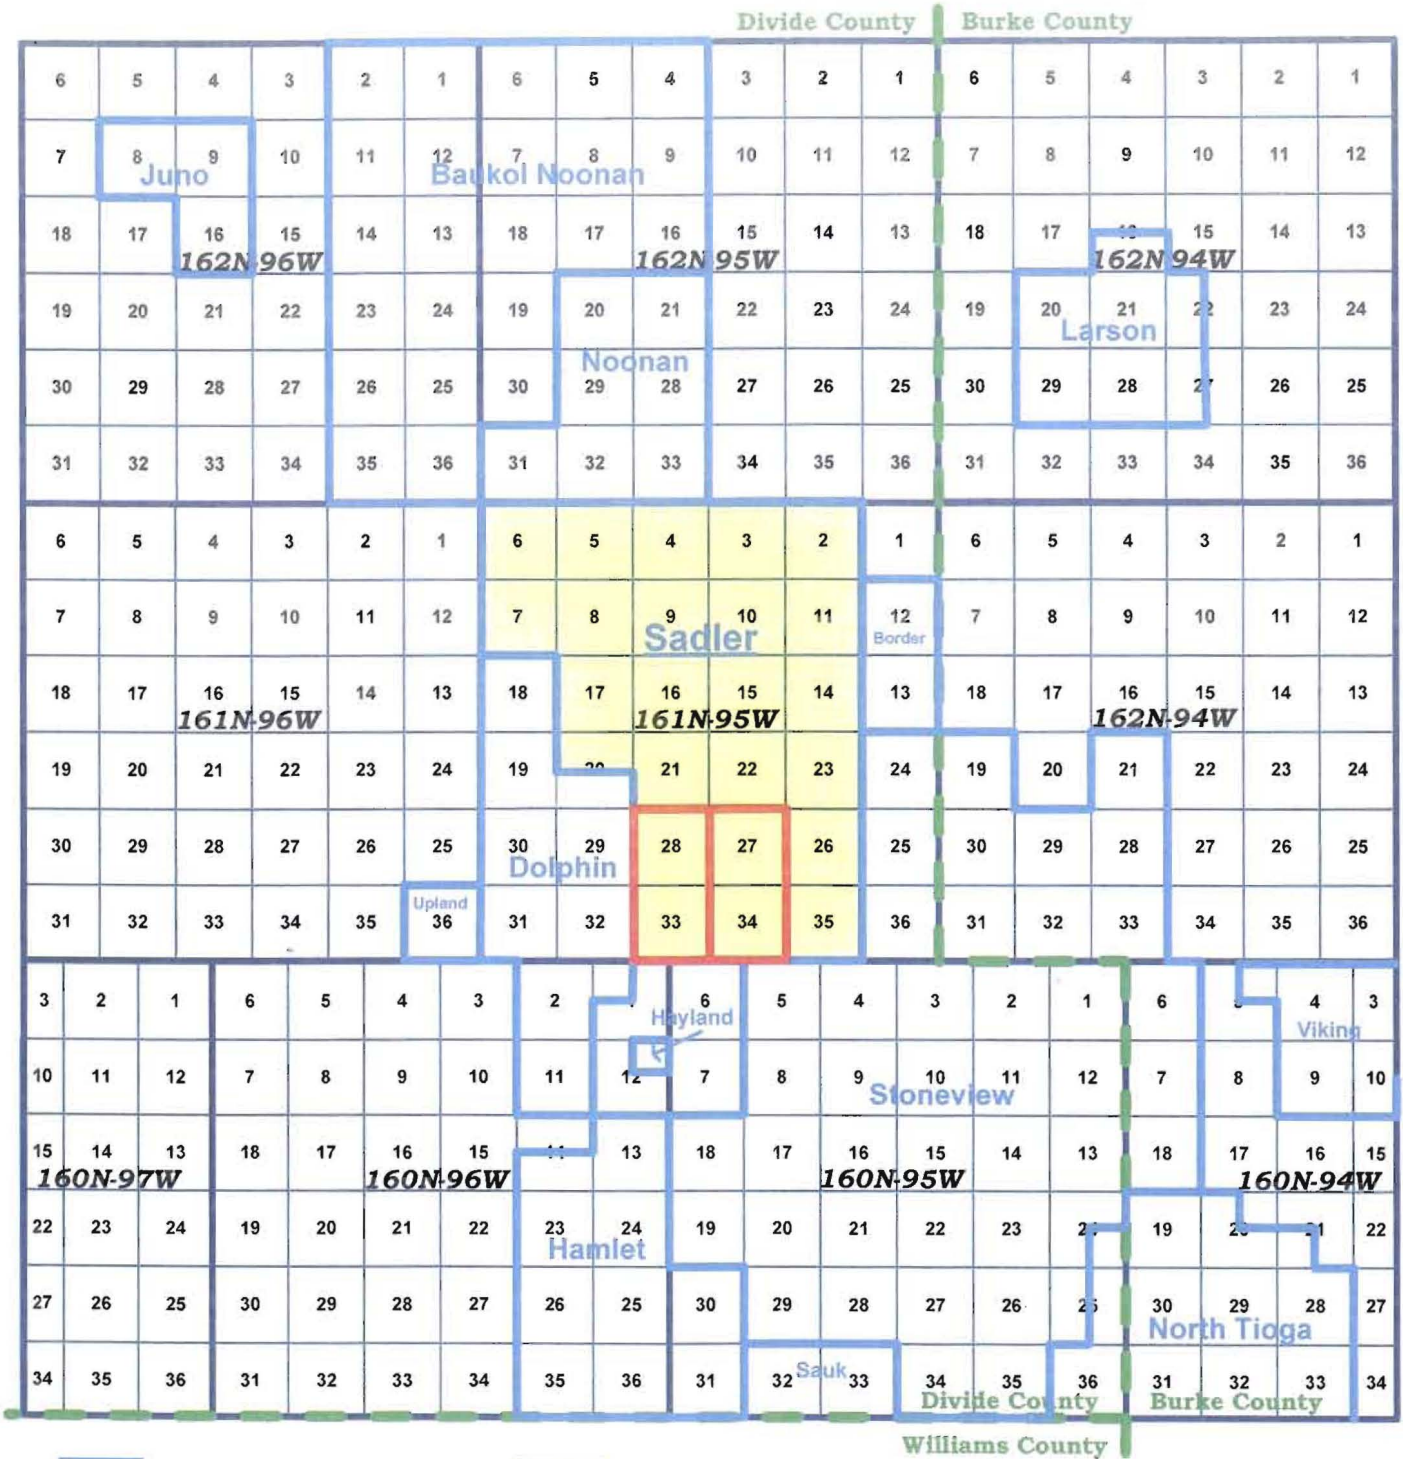 Divide County Burke County
6 5 4 3 2 1 6 5 4 3 2 1 6 5 4 3 2 1
7 8 9 10 11 12 7 8 9 10 11 12 7 8 9 10 11 12
Juno Baukol Noonan
18 17 16 15 14 13 18 17 16 15 14 13 18 17 15 14 13
162N-96W 162N-95W 162N-94W
19 20 21 22 23 24 19 20 21 22 23 24 19 20 21 22 23 24
Larson
Noonan
30 29 28 27 26 25 30 29 28 27 26 25 30 29 28 27 26 25
31 32 33 34 35 36 31 32 33 34 35 36 31 32 33 34 35 36
6 5 4 3 2 1 6 5 4 3 2 1 6 5 4 3 2 1
7 8 9 10 11 12 7 8 9 10 11 12 7 8 9 10 11 12
Sadler Border
18 17 16 15 14 13 18 17 16 15 14 13 18 17 16 15 14 13
161N-96W 161N-95W 162N-94W
19 20 21 22 23 24 19 20 21 22 23 24 19 20 21 22 23 24
30 29 28 27 26 25 30 29 28 27 26 25 30 29 28 27 26 25
Dolphin
Upland
31 32 33 34 35 36 31 32 33 34 35 36 31 32 33 34 35 36
3 2 1 6 5 4 3 2 6 5 4 3 2 1 6 4 3
Hayland Viking
10 11 12 7 8 9 10 11 12 7 8 9 10 11 12 7 8 9 10
Stoneview
15 14 13 18 17 16 15 13 18 17 16 15 14 13 18 17 16 15
160N-97W 160N-96W 160N-95W 160N-94W
22 23 24 19 20 21 22 23 24 19 20 21 22 23 24 19 20 21 22
Hamlet
27 26 25 30 29 28 27 26 25 30 29 28 27 26 25 30 29 28 27
North Tioga
34 35 36 31 32 33 34 35 36 31 32 33 34 35 36 31 32 33 34
Sauk
Divide County Burke County
Williams County